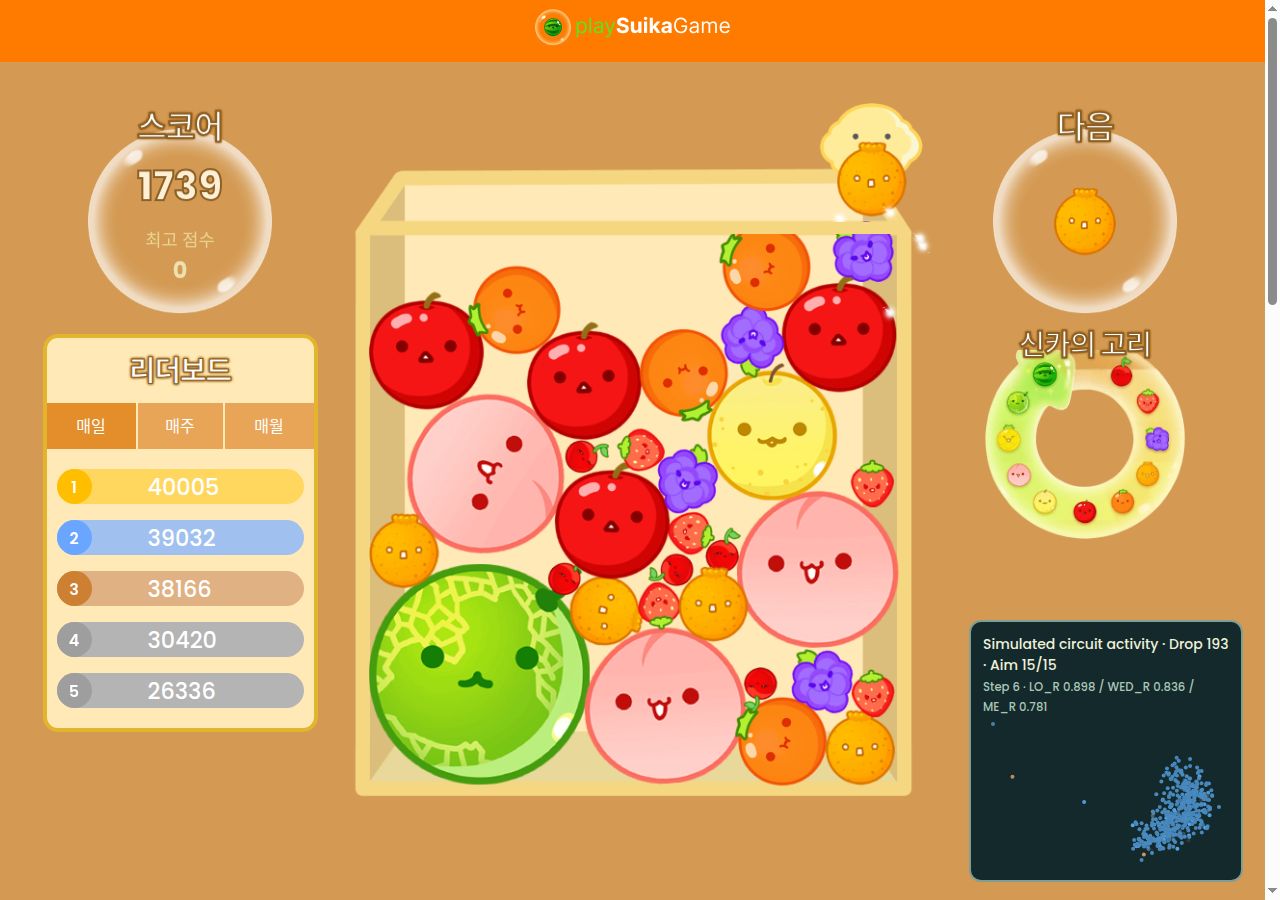 playSuikaGame
스코어
1739
최고 점수
0
리더보드
매일
매주
매월
1 40005
2 39032
3 38166
4 30420
5 26336
다음
신카의 고리
Simulated circuit activity · Drop 193
· Aim 15/15
Step 6 · LO_R 0.898 / WED_R 0.836 /
ME_R 0.781